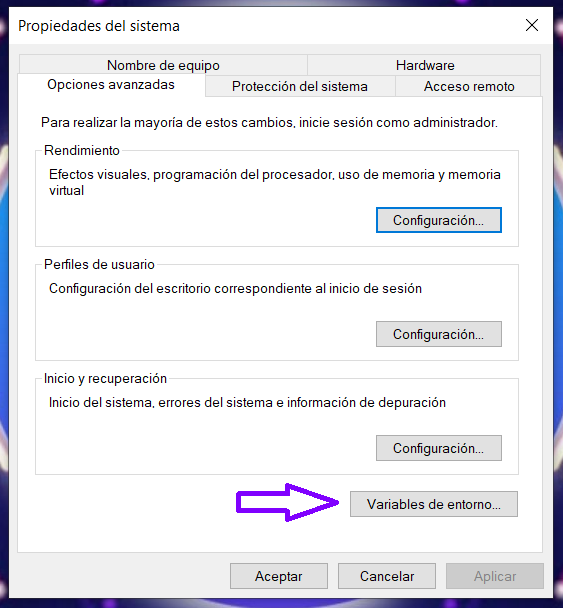 Propiedades del sistema
Nombre de equipo
Hardware
Opciones avanzadas
Protección del sistema
Acceso remoto
Para realizar la mayoría de estos cambios, inicie sesión como administrador.
Rendimiento
Efectos visuales, programación del procesador, uso de memoria y memoria
virtual
Configuración...
Perfiles de usuario
Configuración del escritorio correspondiente al inicio de sesión
Configuración...
Inicio y recuperación
Inicio del sistema, errores del sistema e información de depuración
Configuración...
Variables de entorno...
Aceptar
Cancelar
Aplicar